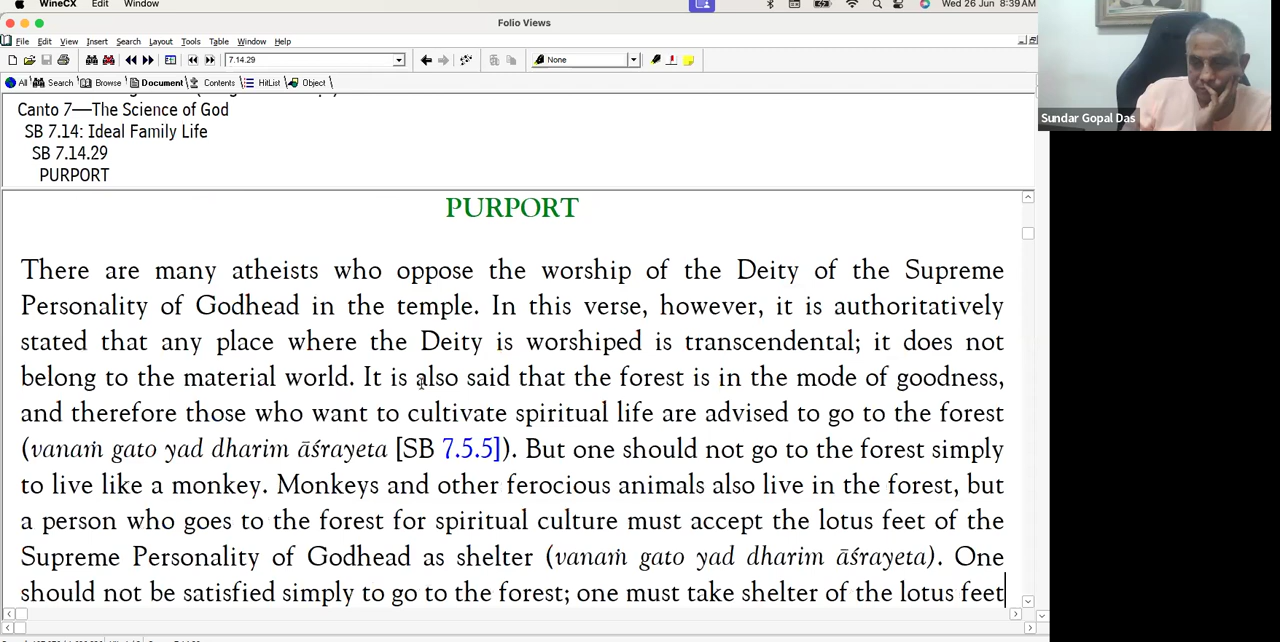 WineCX Edit Window Wed 26 Jun 8:39 AM
Folio Views
File Edit View Insert Search Layout Tools Table Window Help
7.14.29 None
All Search Browse Document Contents HitList Object
Canto 7—The Science of God
SB 7.14: Ideal Family Life
SB 7.14.29
PURPORT
Sundar Gopal Das
PURPORT
There are many atheists who oppose the worship of the Deity of the Supreme
Personality of Godhead in the temple. In this verse, however, it is authoritatively
stated that any place where the Deity is worshiped is transcendental; it does not
belong to the material world. It is also said that the forest is in the mode of goodness,
and therefore those who want to cultivate spiritual life are advised to go to the forest
(vanaṁ gato yad dharim āśrayeta [SB 7.5.5]). But one should not go to the forest simply
to live like a monkey. Monkeys and other ferocious animals also live in the forest, but
a person who goes to the forest for spiritual culture must accept the lotus feet of the
Supreme Personality of Godhead as shelter (vanaṁ gato yad dharim āśrayeta). One
should not be satisfied simply to go to the forest; one must take shelter of the lotus feet